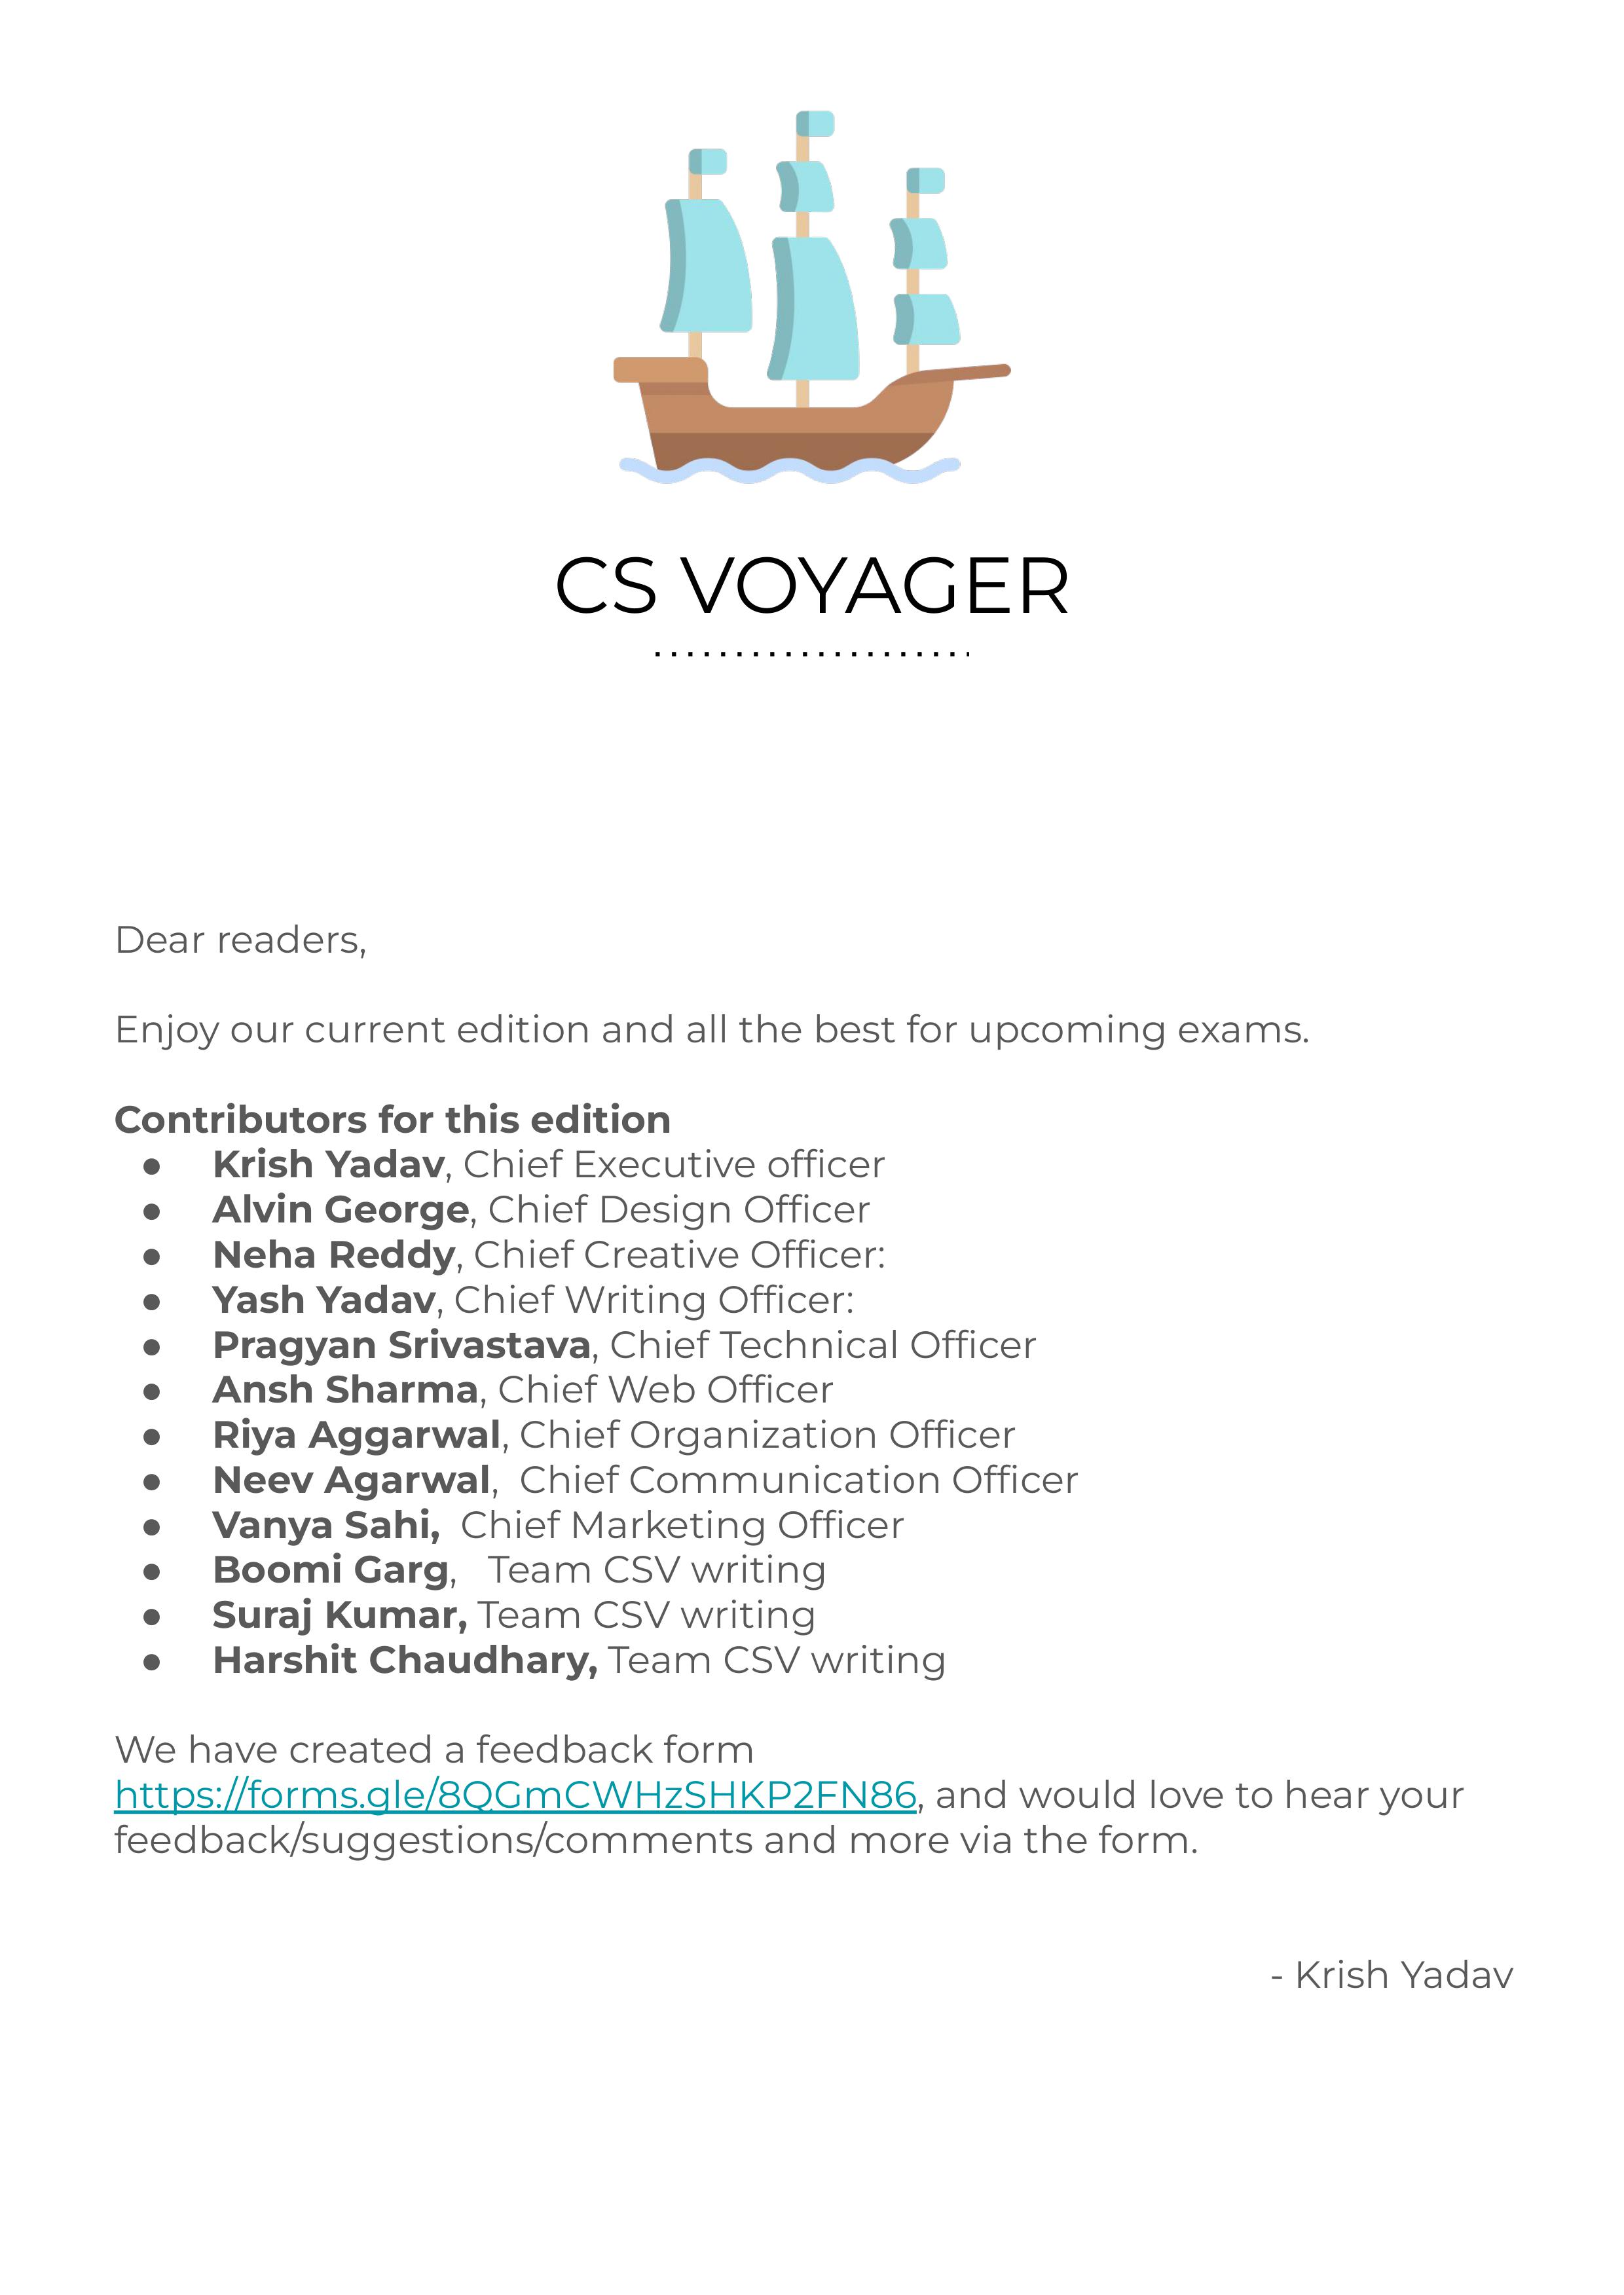 CS VOYAGER
Dear readers,
Enjoy our current edition and all the best for upcoming exams.
Contributors for this edition
● Krish Yadav, Chief Executive officer
● Alvin George, Chief Design Officer
● Neha Reddy, Chief Creative Officer:
● Yash Yadav, Chief Writing Officer:
● Pragyan Srivastava, Chief Technical Officer
● Ansh Sharma, Chief Web Officer
● Riya Aggarwal, Chief Organization Officer
● Neev Agarwal,  Chief Communication Officer
● Vanya Sahi,  Chief Marketing Officer
● Boomi Garg,   Team CSV writing
● Suraj Kumar, Team CSV writing
● Harshit Chaudhary, Team CSV writing
We have created a feedback form
https://forms.gle/8QGmCWHzSHKP2FN86, and would love to hear your
feedback/suggestions/comments and more via the form.
- Krish Yadav